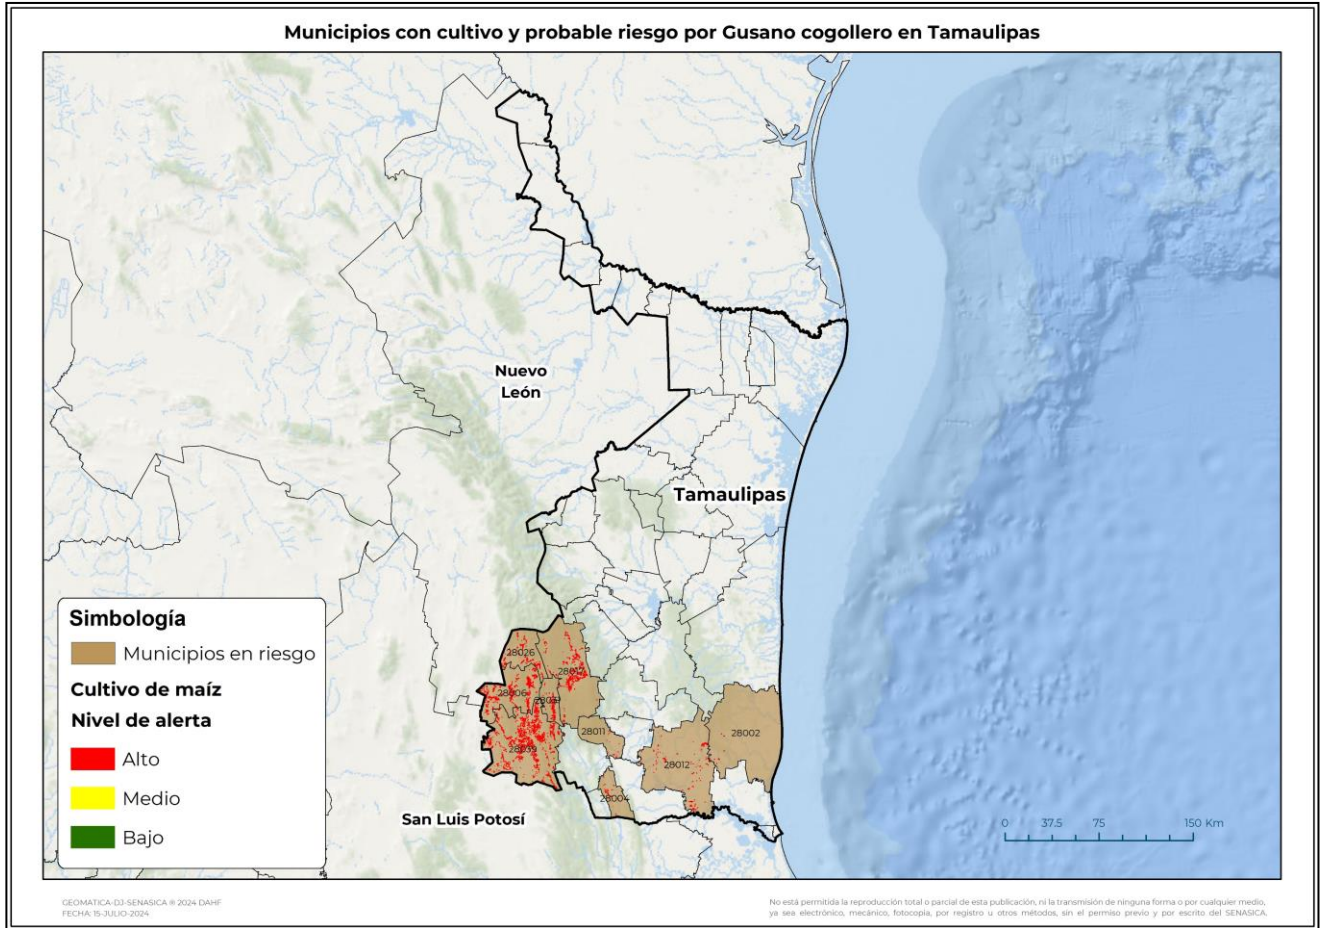 Municipios con cultivo y probable riesgo por Gusano cogollero en Tamaulipas
Nuevo
León
Tamaulipas
San Luis Potosí
28026
28017
28006
28039
28011
28004
28012
28002
Simbología
Municipios en riesgo
Cultivo de maíz
Nivel de alerta
Alto
Medio
Bajo
0 37.5 75 150 Km
GEOMATICA-DJ-SENASICA ® 2024 DAHF
FECHA: 15-JULIO-2024
No está permitida la reproducción total o parcial de esta publicación, ni la transmisión de ninguna forma o por cualquier medio,
ya sea electrónico, mecánico, fotocopia, por registro u otros métodos, sin el permiso previo y por escrito del SENASICA.